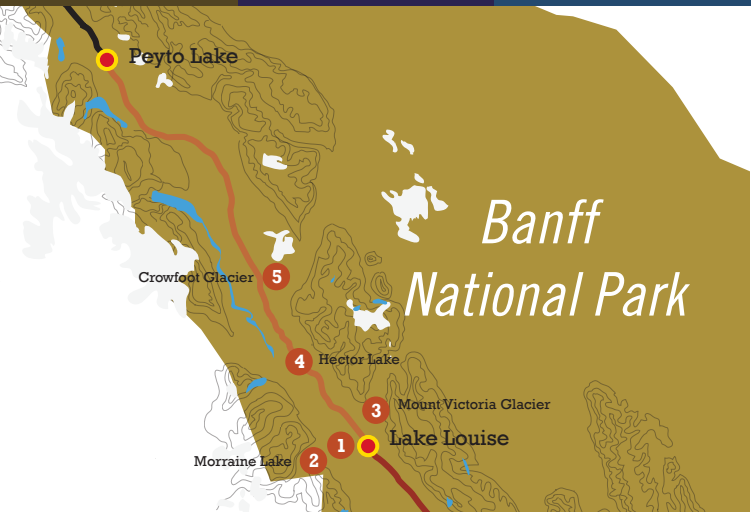 Peyto Lake
Banff
National Park
Crowfoot Glacier
5
4
Hector Lake
3
Mount Victoria Glacier
Lake Louise
1
Morraine Lake
2